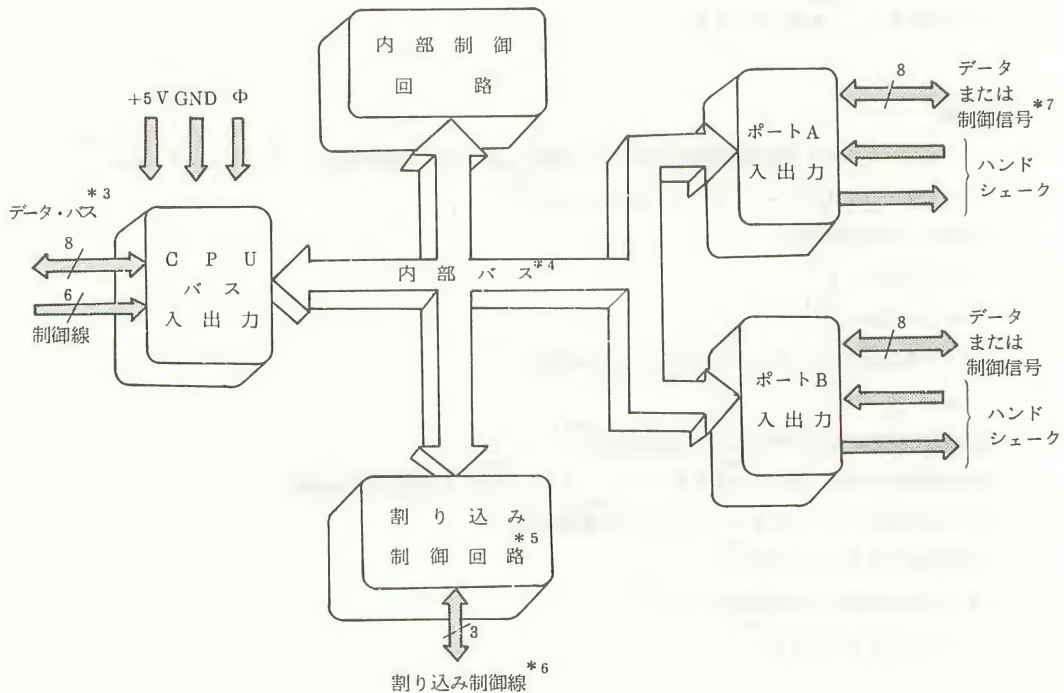 内部制御
回路
+5V GND Φ
データ・バス*3
8
6
制御線
CPU
バス
入出力
内部バス*4
ポートA
入出力
8
データ
または
制御信号*7
ハンド
シェーク
ポートB
入出力
8
データ
または
制御信号
ハンド
シェーク
割り込み
制御回路*5
3
割り込み制御線*6